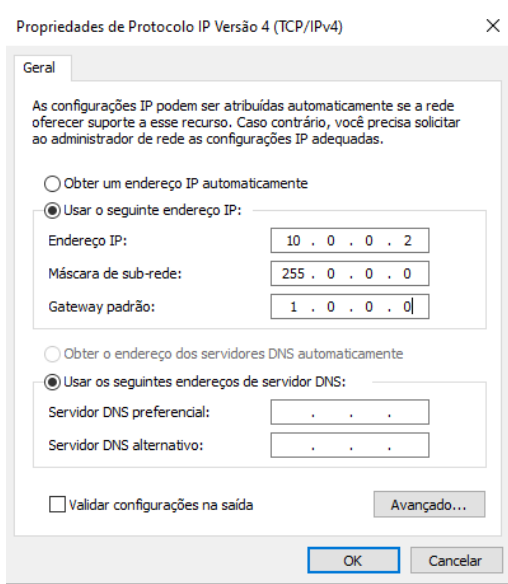 Propriedades de Protocolo IP Versão 4 (TCP/IPv4)
Geral
As configurações IP podem ser atribuídas automaticamente se a rede
oferecer suporte a esse recurso. Caso contrário, você precisa solicitar
ao administrador de rede as configurações IP adequadas.
Obter um endereço IP automaticamente
Usar o seguinte endereço IP:
Endereço IP: 10 . 0 . 0 . 2
Máscara de sub-rede: 255 . 0 . 0 . 0
Gateway padrão: 1 . 0 . 0 . 0
Obter o endereço dos servidores DNS automaticamente
Usar os seguintes endereços de servidor DNS:
Servidor DNS preferencial: . . .
Servidor DNS alternativo: . . .
Validar configurações na saída
Avançado...
OK Cancelar